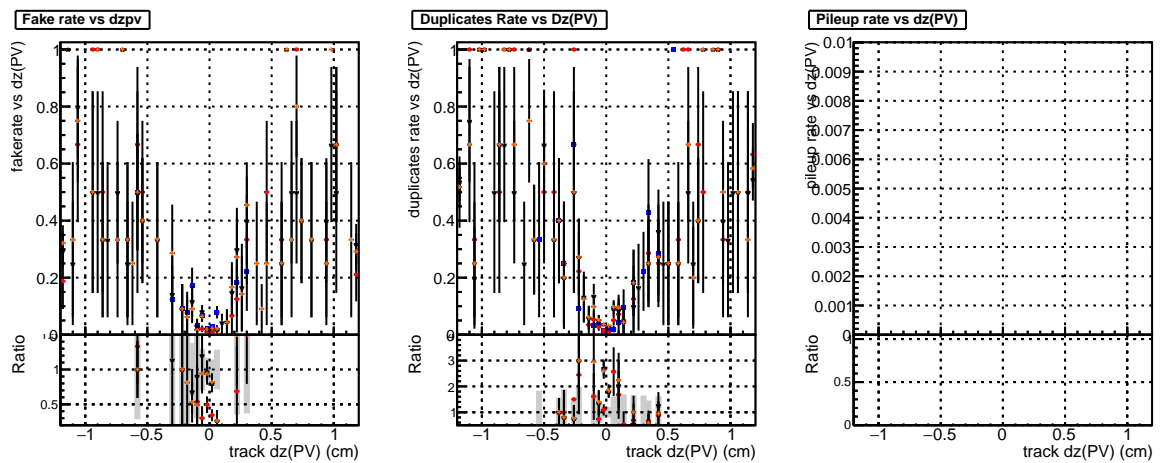 Fake rate vs dzpv
fakerate vs dz(PV)
1
0.8
0.6
0.4
0.2
0
Ratio
1
0.5
−1 −0.5 0 0.5 1
track dz(PV) (cm)
Duplicates Rate vs Dz(PV)
duplicates rate vs dz(PV)
1
0.8
0.6
0.4
0.2
0
Ratio
3
2
1
−1 −0.5 0 0.5 1
track dz(PV) (cm)
Pileup rate vs dz(PV)
pileup rate vs dz(PV)
0.01
0.009
0.008
0.007
0.006
0.005
0.004
0.003
0.002
0.001
0
Ratio
1
0.5
0
−1 −0.5 0 0.5 1
track dz(PV) (cm)